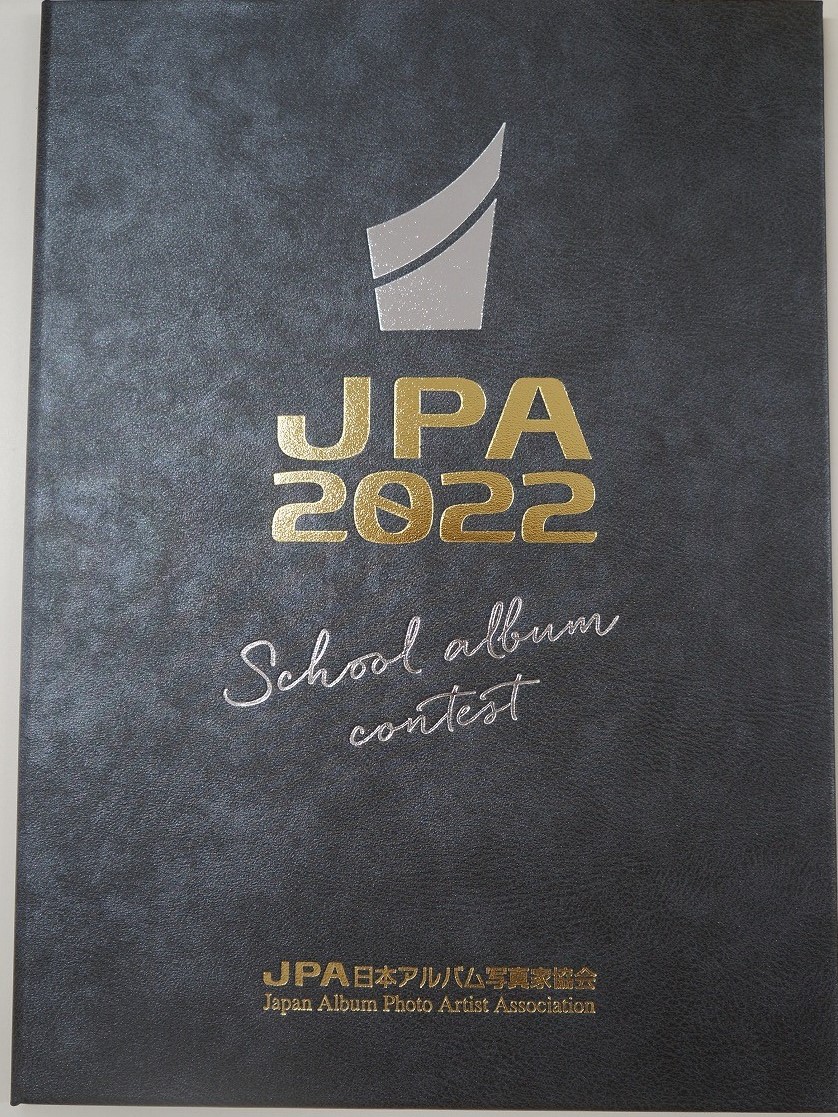 JPA
2022
School album
contest
JPA日本アルバム写真家協会
Japan Album Photo Artist Association